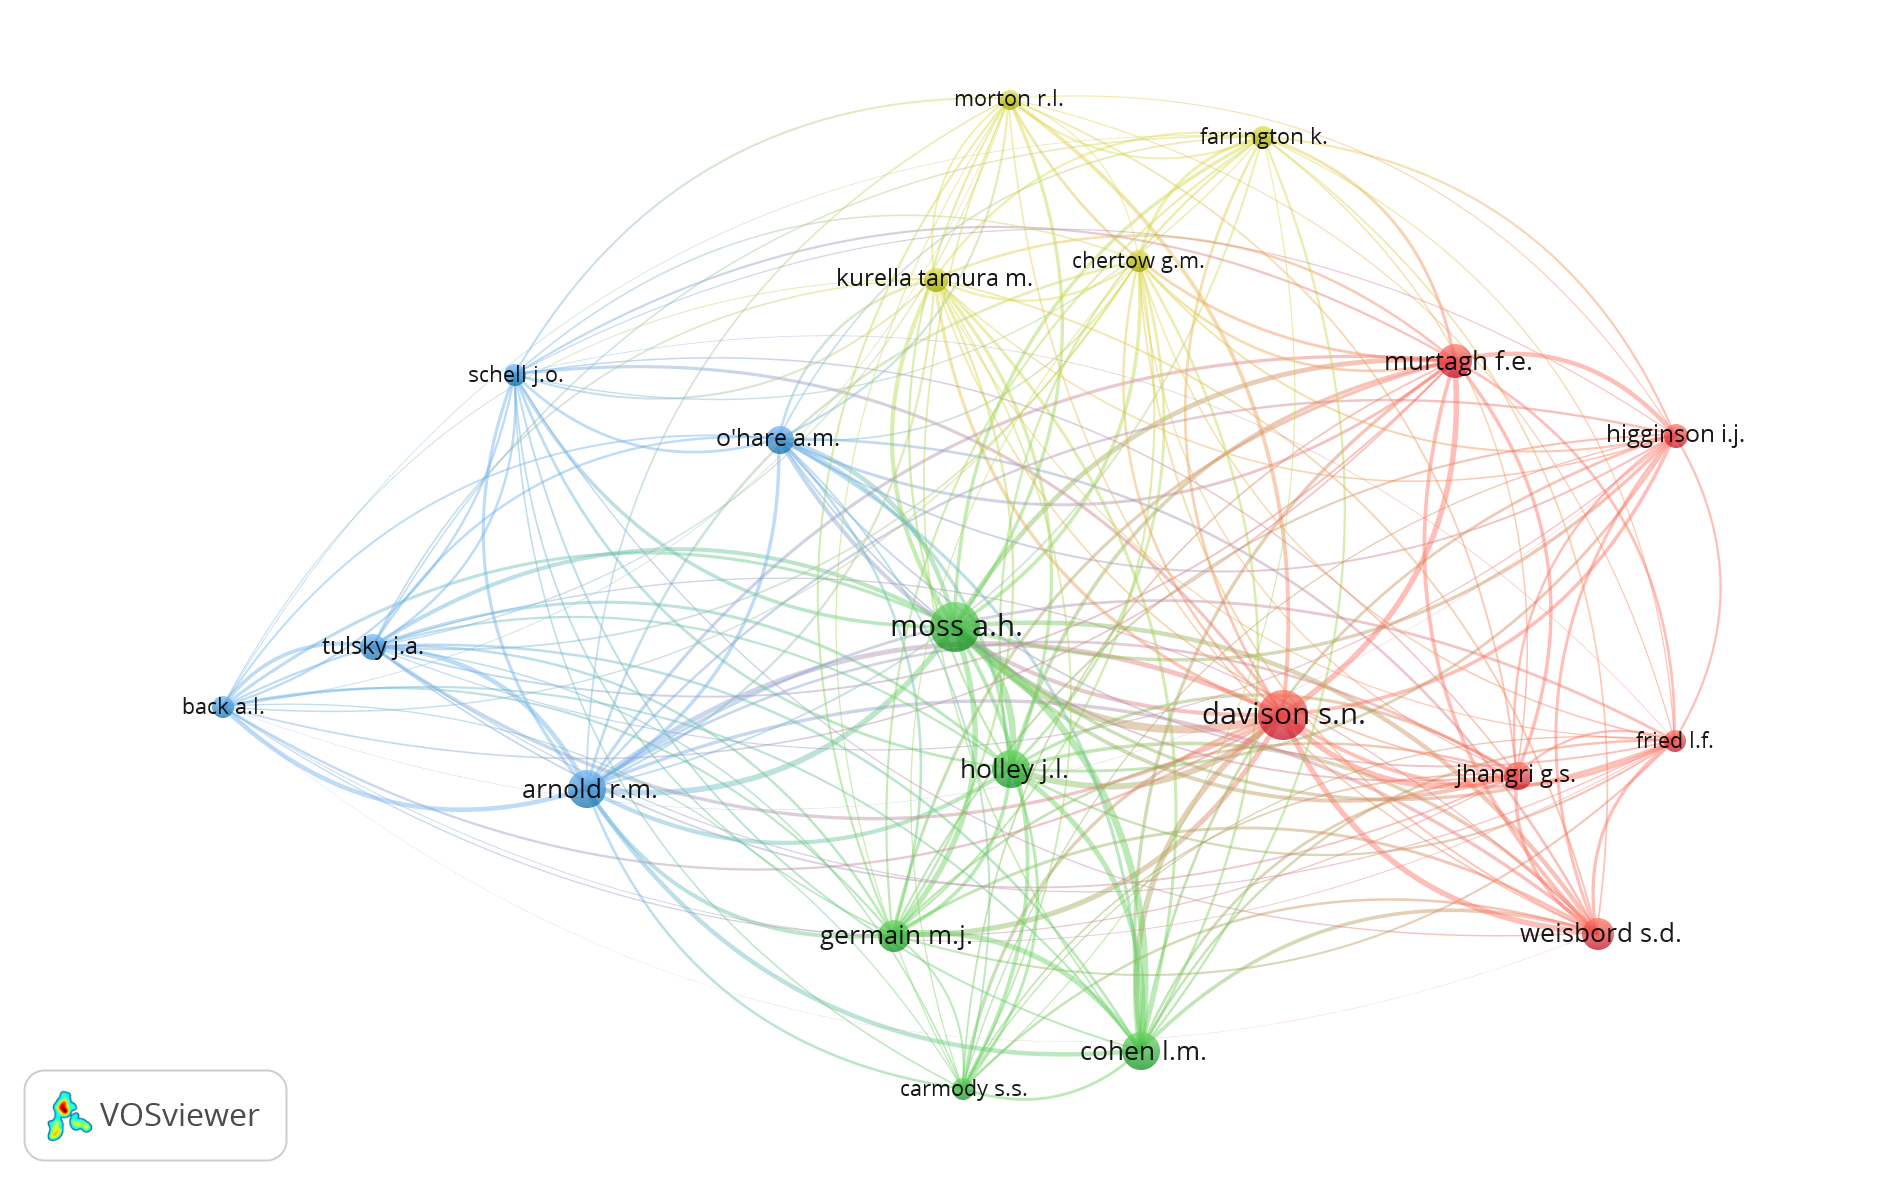 morton r.l.
farrington k.
chertow g.m.
kurella tamura m.
murtagh f.e.
schell j.o.
o'hare a.m.
higginson i.j.
moss a.h.
tulsky j.a.
back a.l.
davison s.n.
fried l.f.
holley j.l.
jhangri g.s.
arnold r.m.
germain m.j.
weisbord s.d.
cohen l.m.
carmody s.s.
VOSviewer